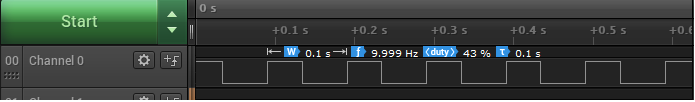 Start
0 s
+0.1 s +0.2 s +0.3 s +0.4 s +0.5 s
W 0.1 s f 9.999 Hz duty 43 % τ 0.1 s
00 Channel 0